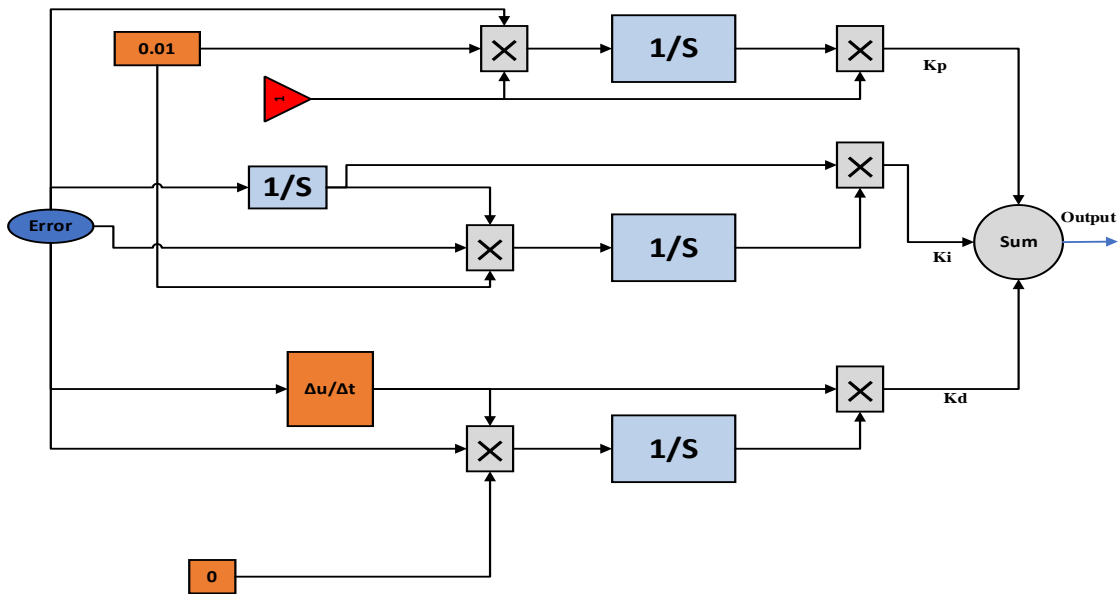 0.01
1/S
Kp
1
1/S
Error
1/S
Output
Sum
Ki
Δu/Δt
Kd
1/S
0